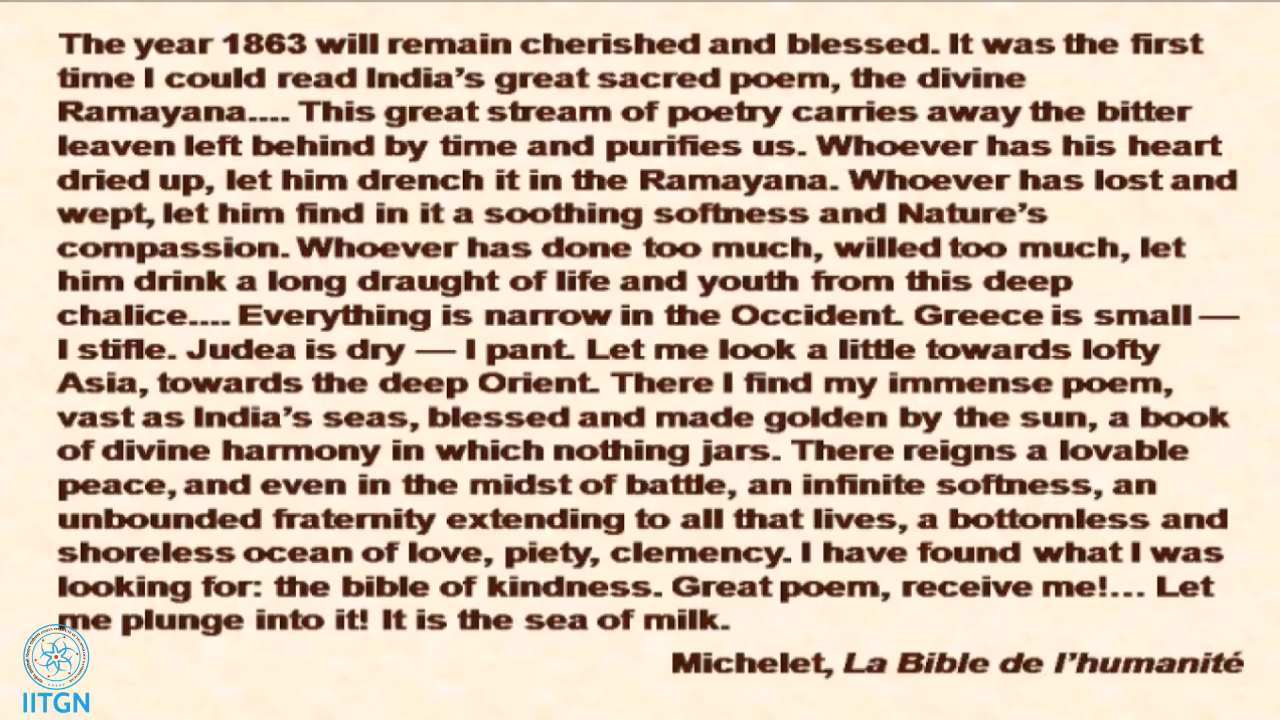 The year 1863 will remain cherished and blessed. It was the first
time I could read India's great sacred poem, the divine
Ramayana.... This great stream of poetry carries away the bitter
leaven left behind by time and purifies us. Whoever has his heart
dried up, let him drench it in the Ramayana. Whoever has lost and
wept, let him find in it a soothing softness and Nature's
compassion. Whoever has done too much, willed too much, let
him drink a long draught of life and youth from this deep
chalice.... Everything is narrow in the Occident. Greece is small —
I stifle. Judea is dry — I pant. Let me look a little towards lofty
Asia, towards the deep Orient. There I find my immense poem,
vast as India's seas, blessed and made golden by the sun, a book
of divine harmony in which nothing jars. There reigns a lovable
peace, and even in the midst of battle, an infinite softness, an
unbounded fraternity extending to all that lives, a bottomless and
shoreless ocean of love, piety, clemency. I have found what I was
looking for: the bible of kindness. Great poem, receive me!... Let
me plunge into it! It is the sea of milk.
Michelet, La Bible de l'humanité
IITGN